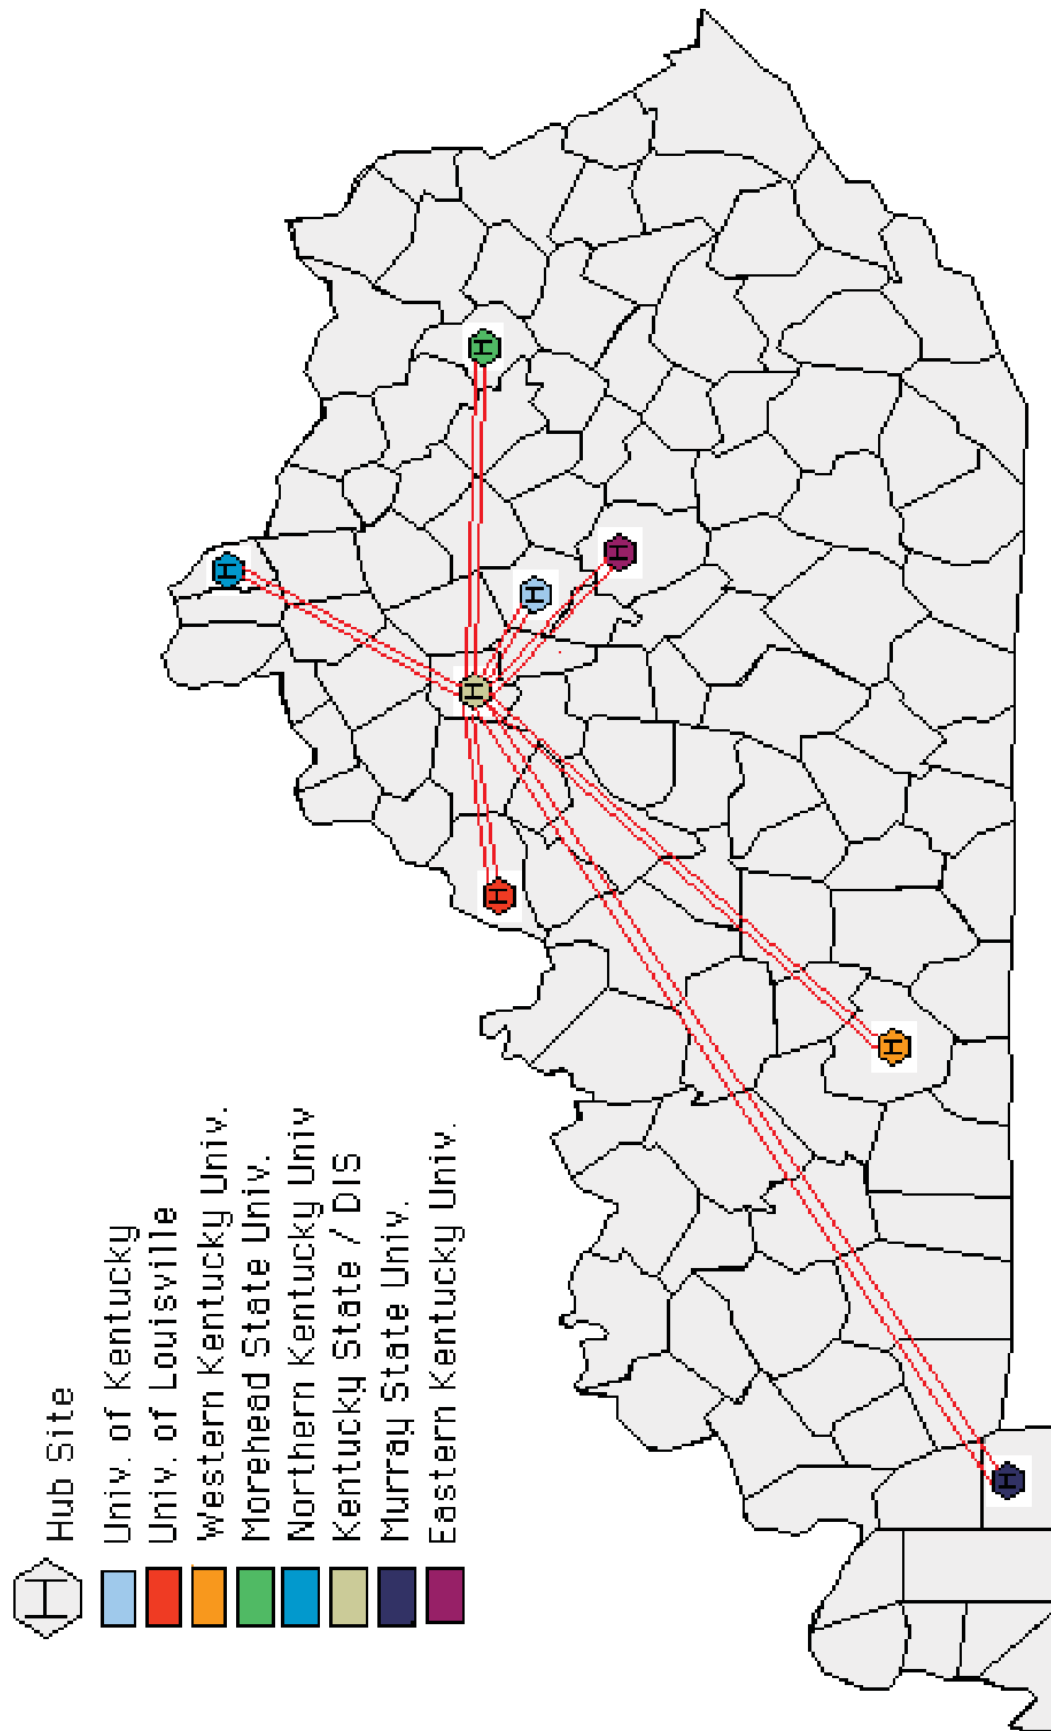 Hub Site
Univ. of Kentucky
Univ. of Louisville
Western Kentucky Univ.
Morehead State Univ.
Northern Kentucky Univ
Kentucky State / DIS
Murray State Univ.
Eastern Kentucky Univ.
H
H
H
H
H
H
H
H
H